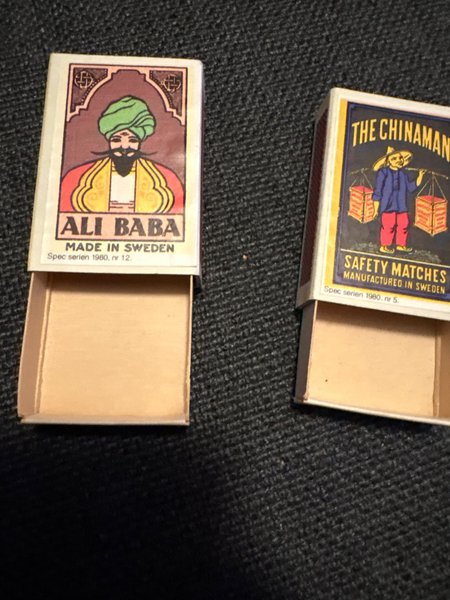 ALI BABA
MADE IN SWEDEN
Spec serien 1980. nr 12.
THE CHINAMAN
SAFETY MATCHES
MANUFACTURED IN SWEDEN
Spec serien 1980. nr 5.